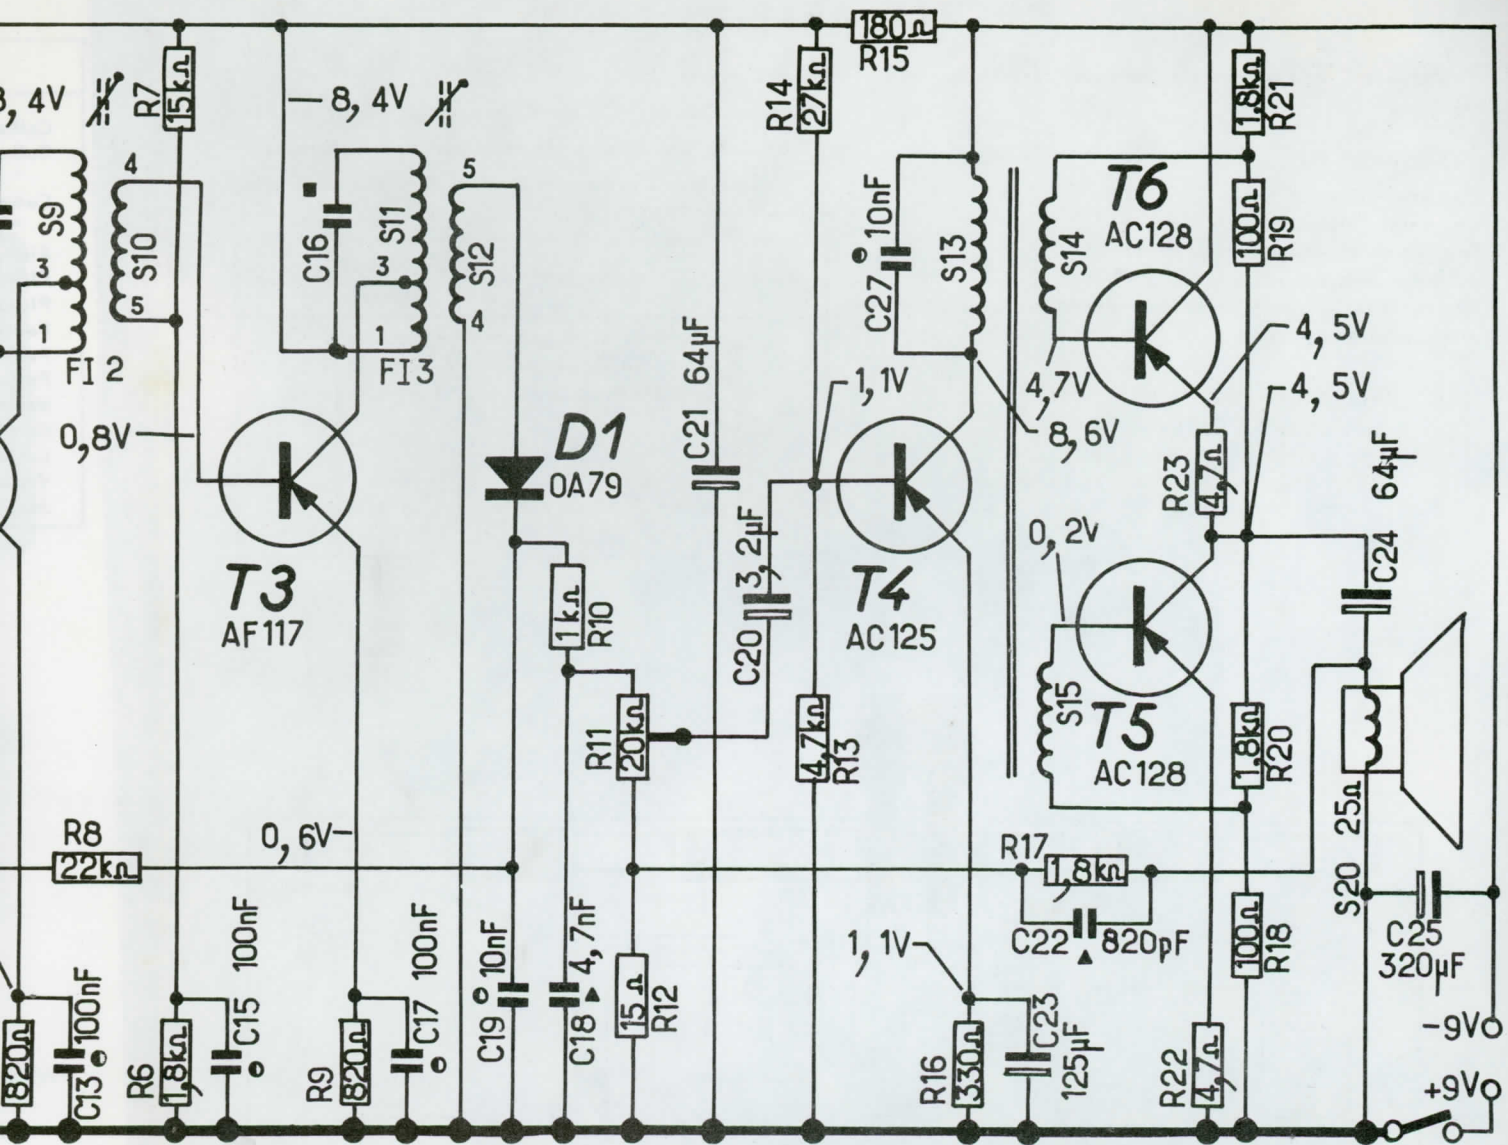 180Ω
R15
R7
15kΩ
8, 4V
8, 4V
R14
27kΩ
1,8kΩ
R21
4
5
T6
AC128
S9
S10
C16
S11
S12
C27 10nF
S13
S14
100Ω
R19
3
5
3
4
1
1
FI 2
FI 3
C21 64µF
1, 1V
4,7V
8, 6V
4, 5V
4, 5V
0,8V
D1
OA79
R23
4,7Ω
C24 64µF
0, 2V
T3
AF117
1kΩ
R10
C20 3,2µF
T4
AC125
R11
20kΩ
4,7kΩ
R13
S15
T5
AC128
1,8kΩ
R20
R8
22kΩ
0, 6V
R17
1,8kΩ
C22
820pF
S20 25Ω
C25
320µF
100Ω
R18
1, 1V
820Ω
C13 100nF
R6
1,8kΩ
C15 100nF
R9
820Ω
C17 100nF
C19 10nF
C18 4,7nF
15Ω
R12
R16
330Ω
C23
125µF
R22
4,7Ω
-9V
+9V